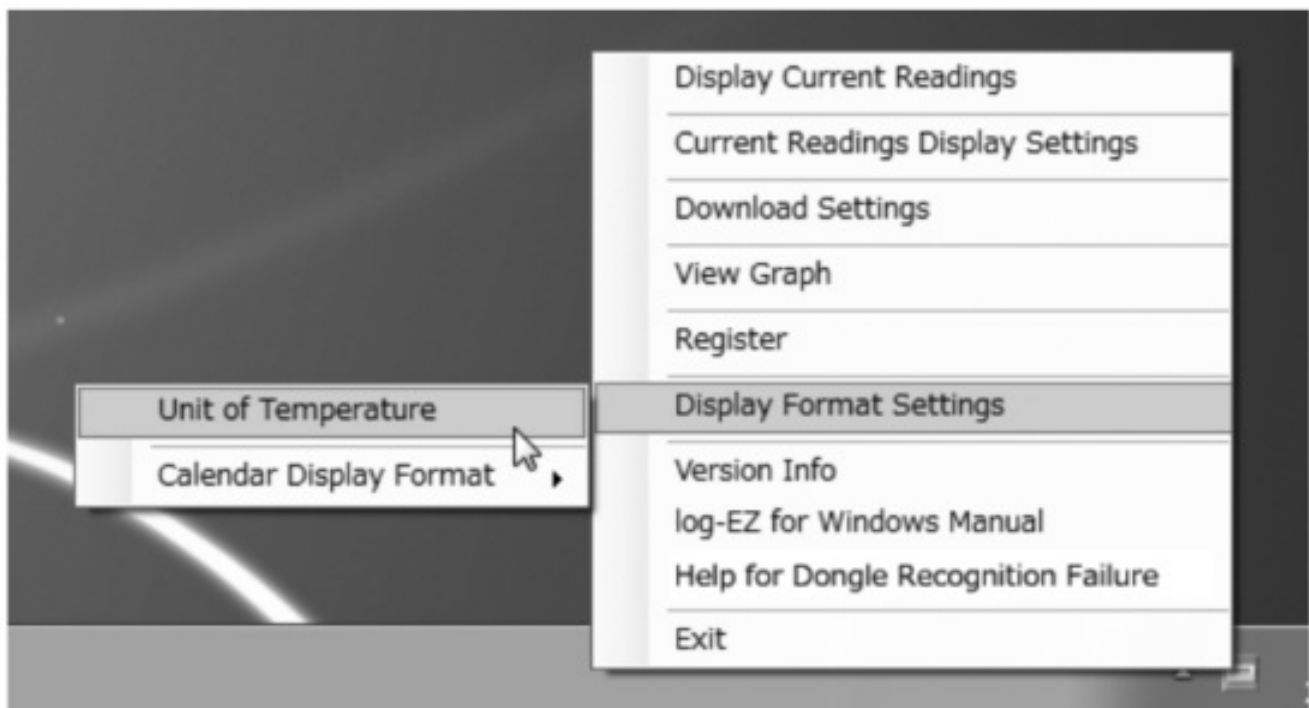 Display Current Readings
Current Readings Display Settings
Download Settings
View Graph
Register
Display Format Settings
Unit of Temperature
Calendar Display Format
Version Info
log-EZ for Windows Manual
Help for Dongle Recognition Failure
Exit